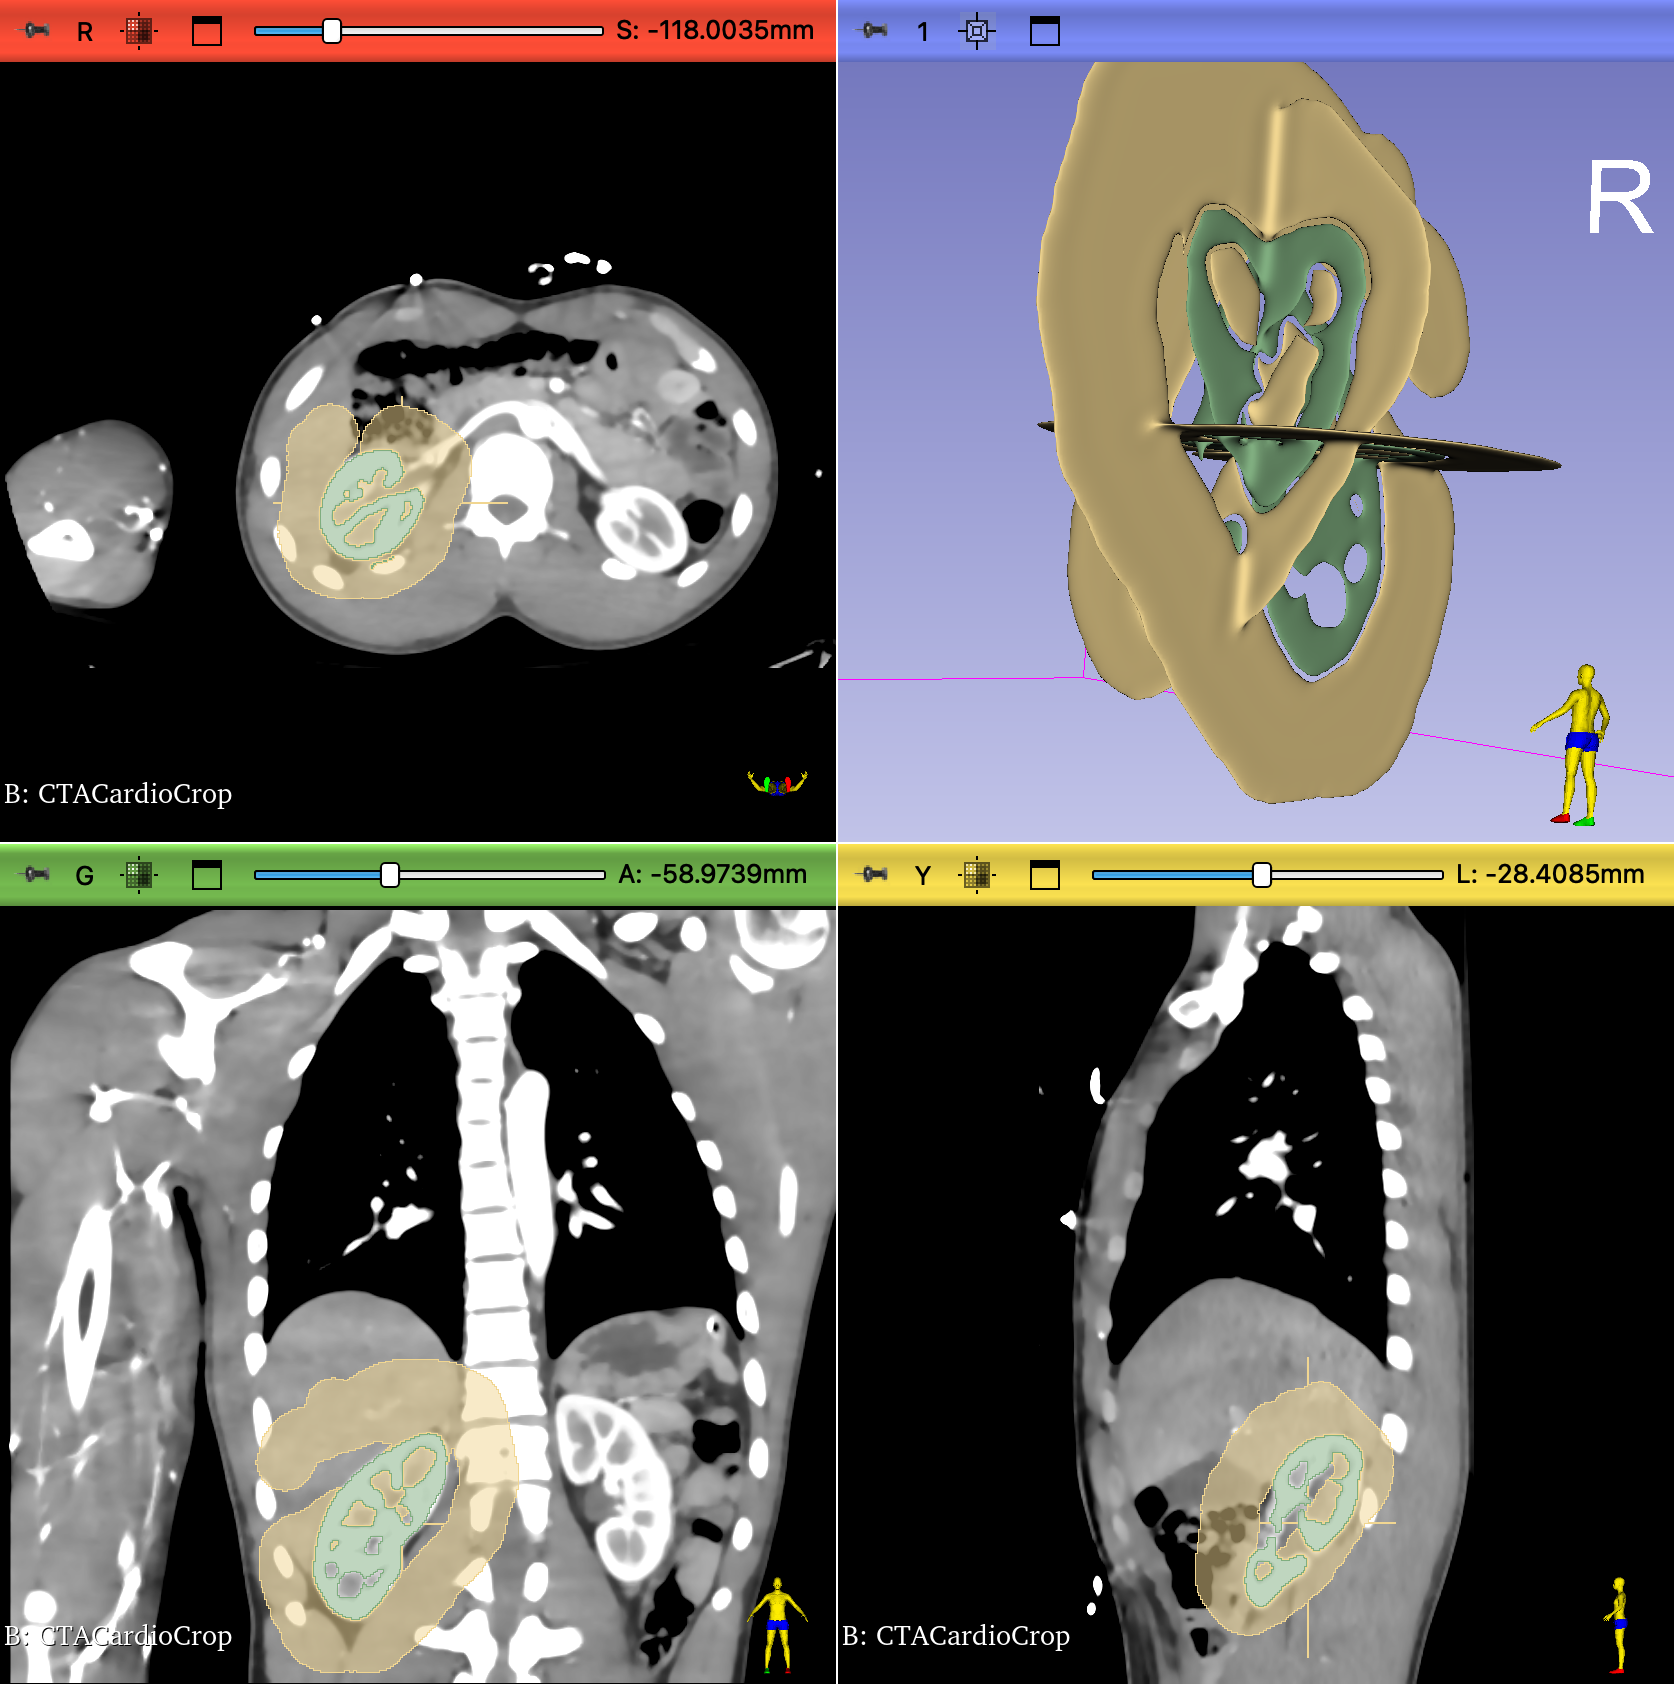 R S: -118.0035mm
1
R
B: CTACardioCrop
G A: -58.9739mm
Y L: -28.4085mm
B: CTACardioCrop
B: CTACardioCrop